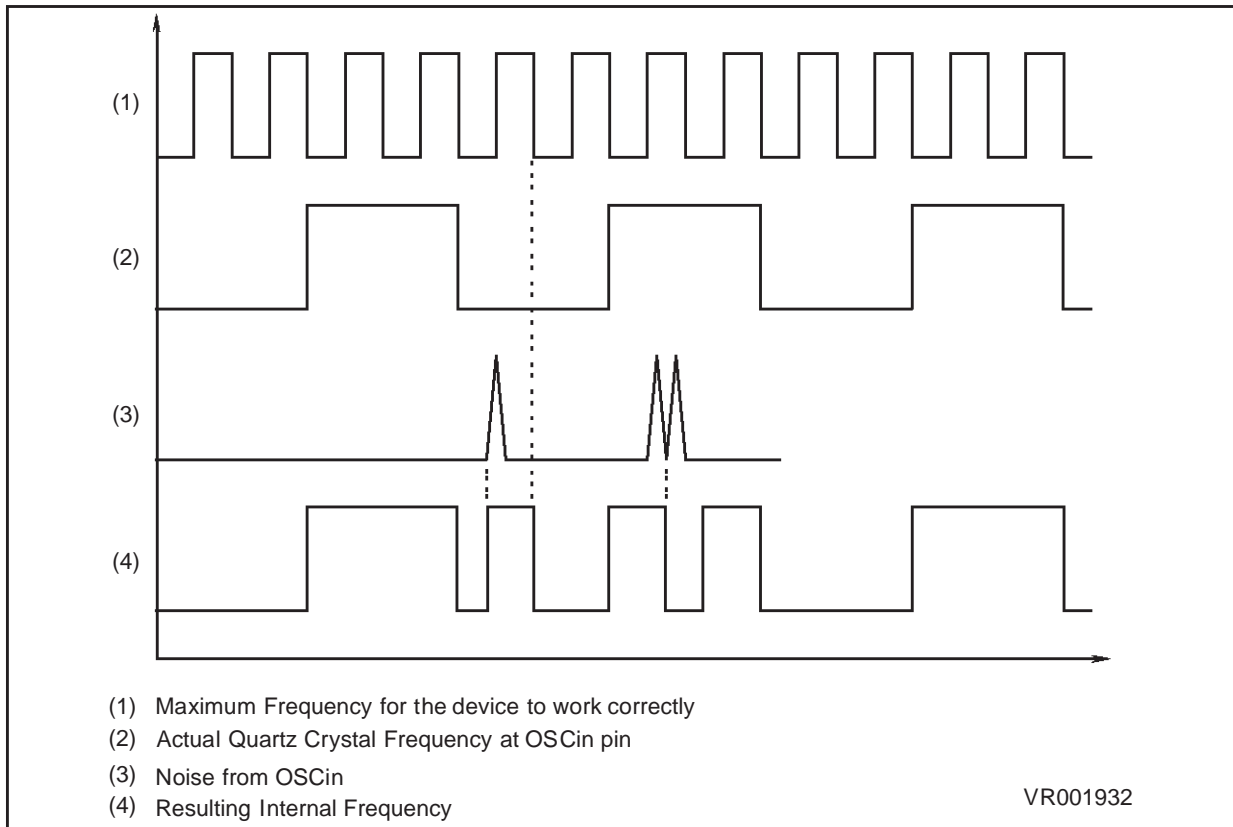 (1)
(2)
(3)
(4)
(1) Maximum Frequency for the device to work correctly
(2) Actual Quartz Crystal Frequency at OSCin pin
(3) Noise from OSCin
(4) Resulting Internal Frequency
VR001932